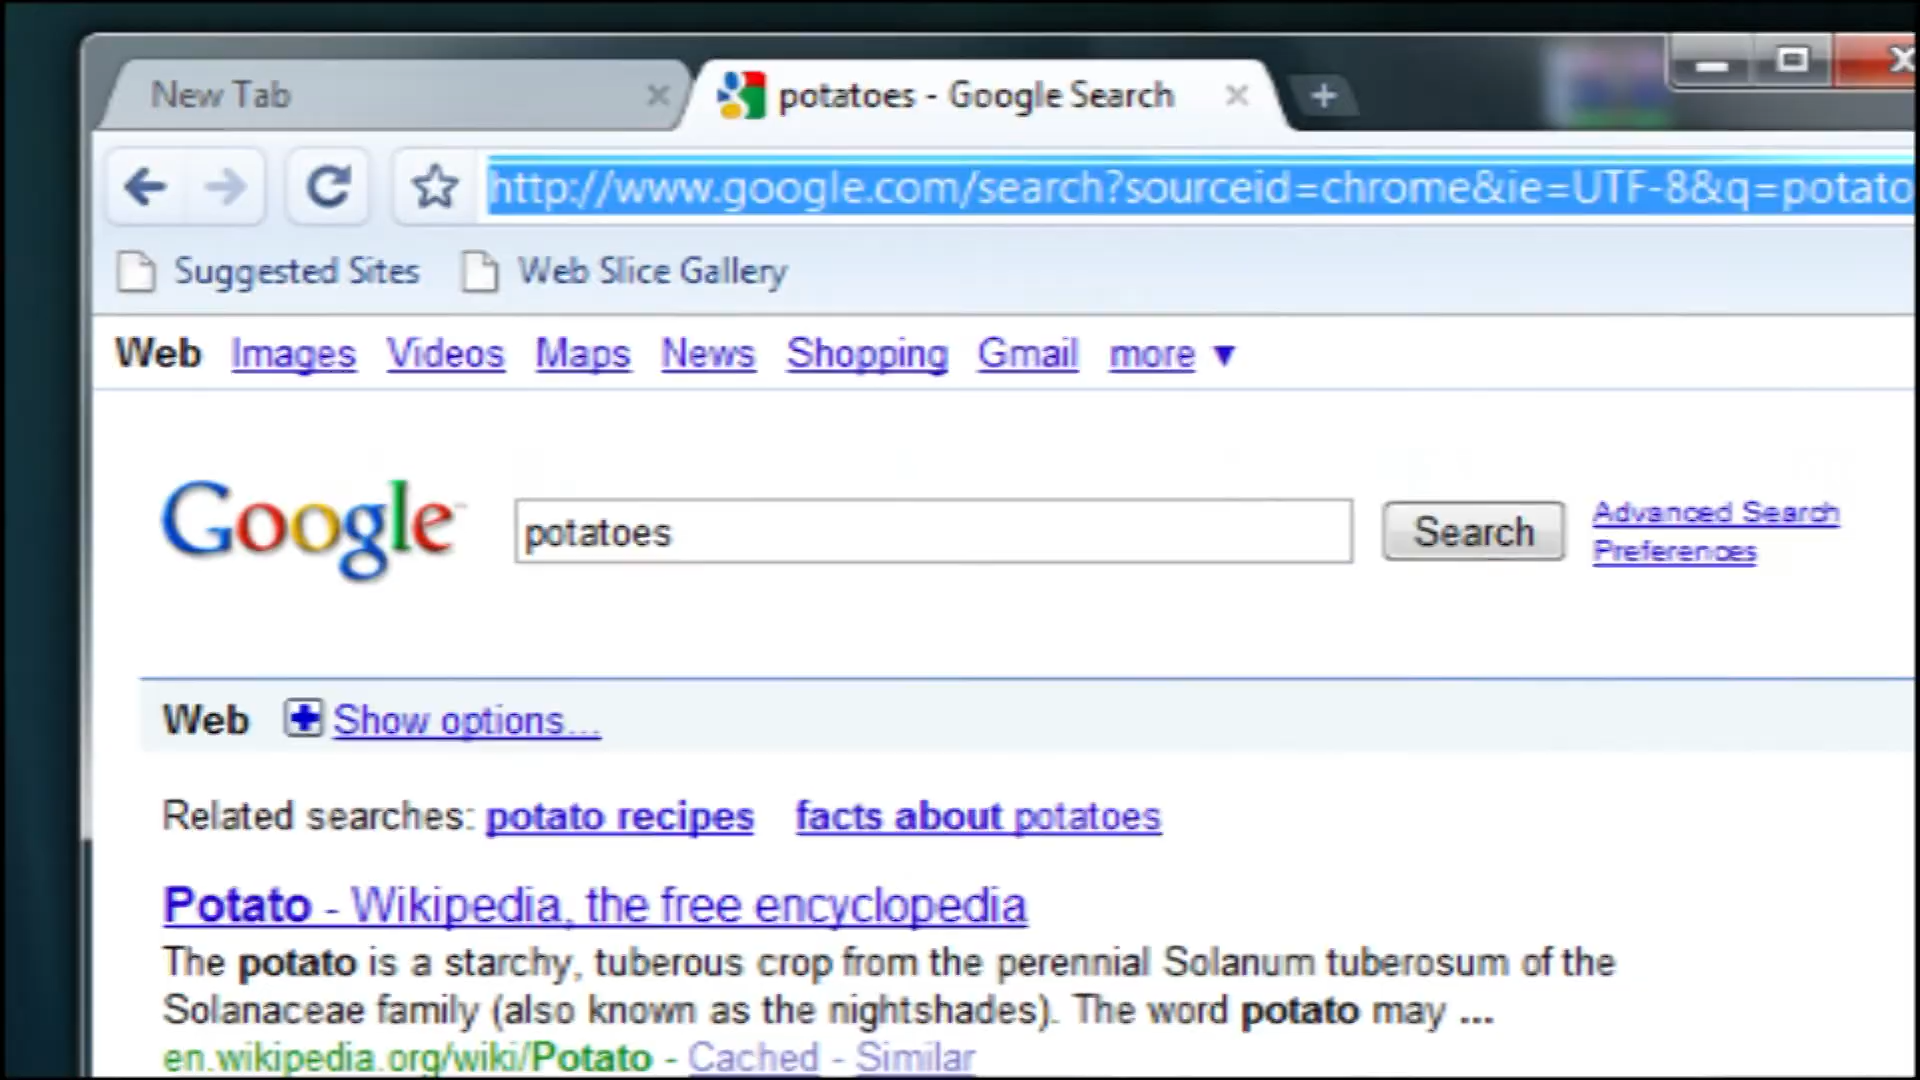 New Tab
potatoes - Google Search
http://www.google.com/search?sourceid=chrome&ie=UTF-8&q=potato
Suggested Sites Web Slice Gallery
Web Images Videos Maps News Shopping Gmail more
Google potatoes Search Advanced Search
Preferences
Web Show options...
Related searches: potato recipes facts about potatoes
Potato - Wikipedia, the free encyclopedia
The potato is a starchy, tuberous crop from the perennial Solanum tuberosum of the
Solanaceae family (also known as the nightshades). The word potato may ...
en.wikipedia.org/wiki/Potato - Cached - Similar